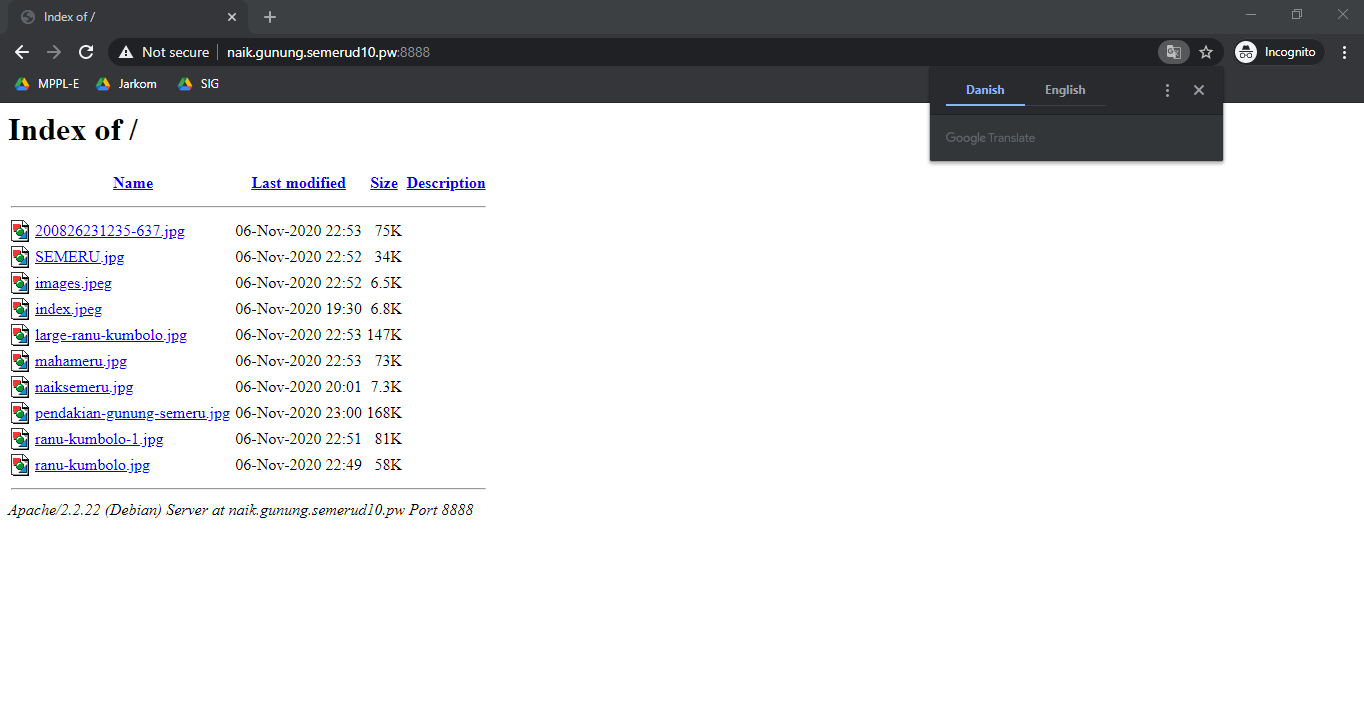 Index of /
Not secure naik.gunung.semerud10.pw:8888 Incognito
MPPL-E Jarkom SIG
Danish English
Google Translate
Index of /
Name Last modified Size Description
200826231235-637.jpg 06-Nov-2020 22:53 75K
SEMERU.jpg 06-Nov-2020 22:52 34K
images.jpeg 06-Nov-2020 22:52 6.5K
index.jpeg 06-Nov-2020 19:30 6.8K
large-ranu-kumbolo.jpg 06-Nov-2020 22:53 147K
mahameru.jpg 06-Nov-2020 22:53 73K
naiksemeru.jpg 06-Nov-2020 20:01 7.3K
pendakian-gunung-semeru.jpg 06-Nov-2020 23:00 168K
ranu-kumbolo-1.jpg 06-Nov-2020 22:51 81K
ranu-kumbolo.jpg 06-Nov-2020 22:49 58K
Apache/2.2.22 (Debian) Server at naik.gunung.semerud10.pw Port 8888